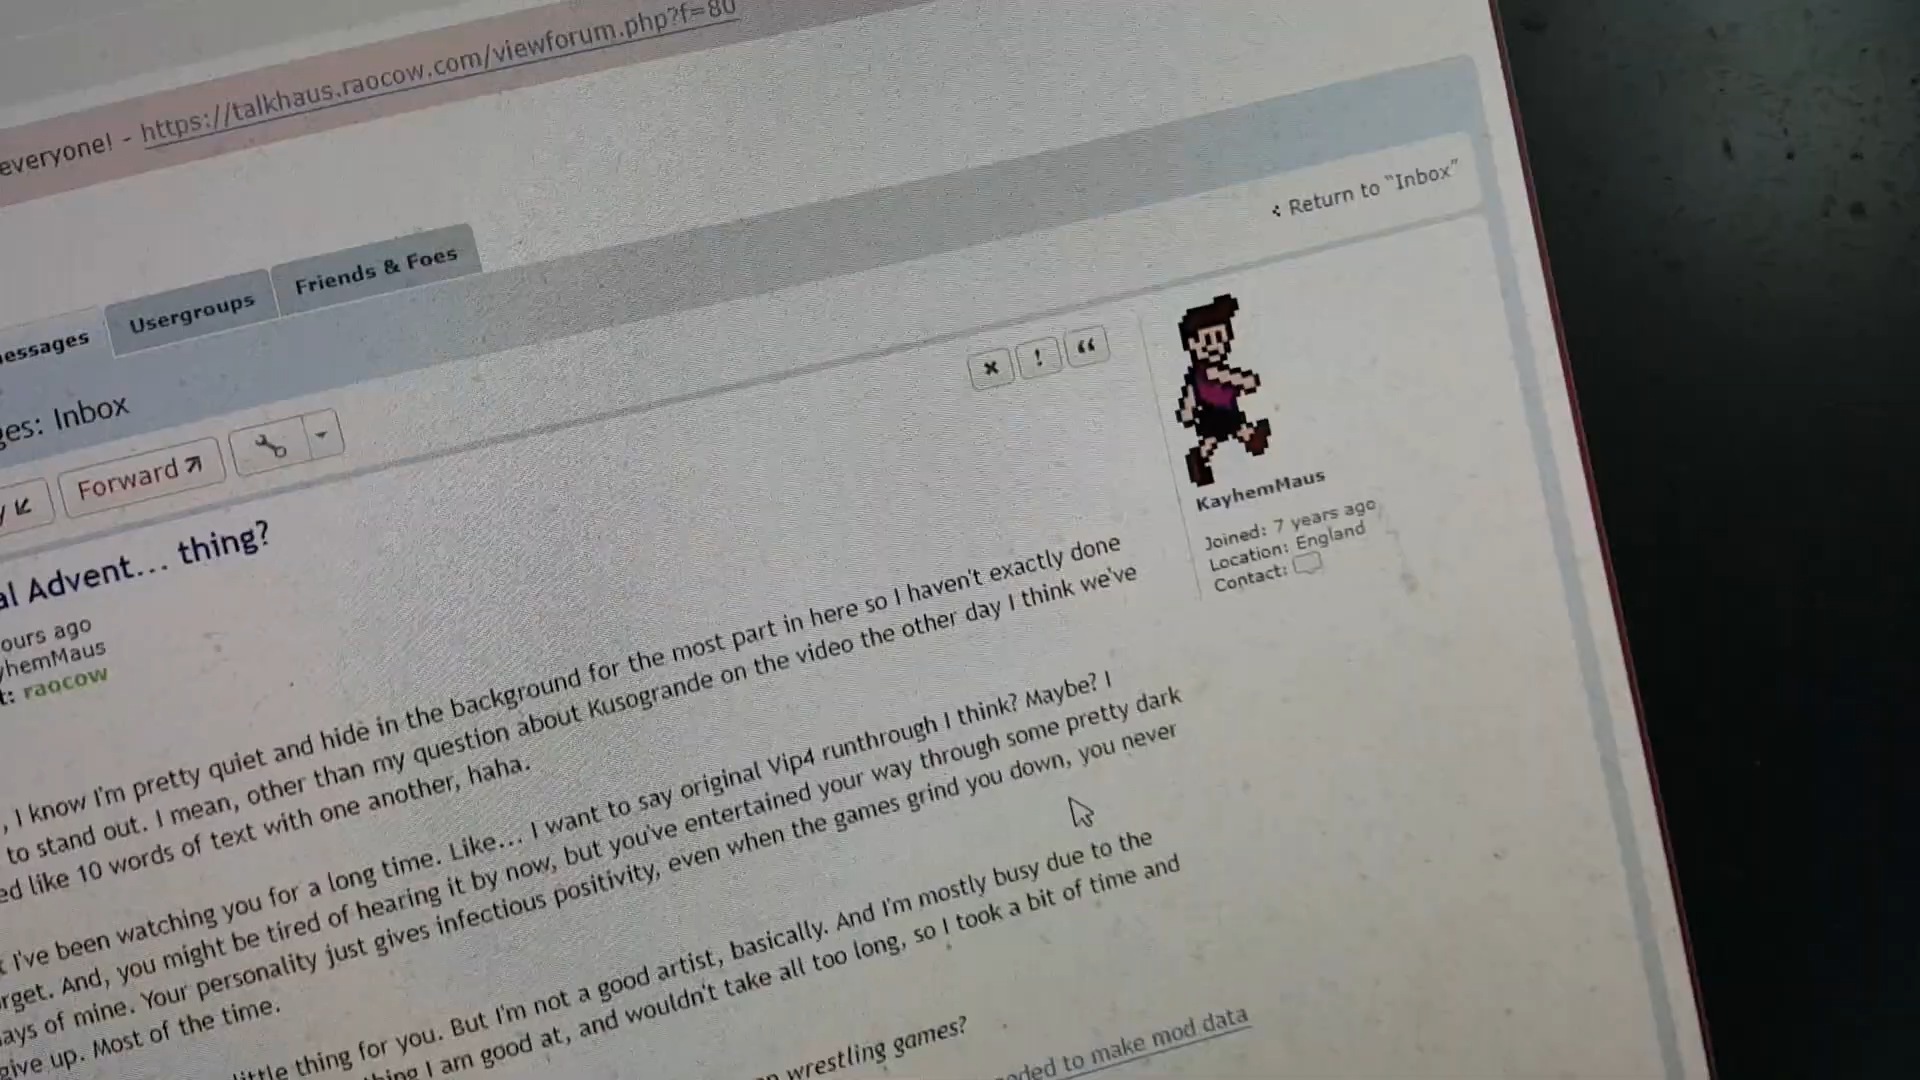 everyone! - https://talkhaus.raocow.com/viewforum.php?f=80
Return to "Inbox"
essages
Usergroups
Friends & Foes
ges: Inbox
Forward
al Advent... thing?
ours ago
yhemMaus
t: raocow
KayhemMaus
Joined: 7 years ago
Location: England
Contact:
, I know I'm pretty quiet and hide in the background for the most part in here so I haven't exactly done
to stand out. I mean, other than my question about Kusogrande on the video the other day I think we've
ed like 10 words of text with one another, haha.
t I've been watching you for a long time. Like... I want to say original Vip4 runthrough I think? Maybe? I
rget. And, you might be tired of hearing it by now, but you've entertained your way through some pretty dark
ays of mine. Your personality just gives infectious positivity, even when the games grind you down, you never
give up. Most of the time.
little thing for you. But I'm not a good artist, basically. And I'm mostly busy due to the
thing I am good at, and wouldn't take all too long, so I took a bit of time and
wrestling games?
ded to make mod data